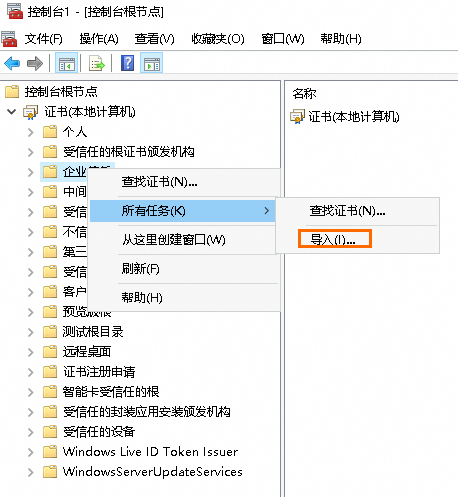 控制台1 - [控制台根节点]
文件(F) 操作(A) 查看(V) 收藏夹(O) 窗口(W) 帮助(H)
控制台根节点
名称
证书(本地计算机)
证书(本地计算机)
个人
受信任的根证书颁发机构
企业信任
查找证书(N)...
中间
所有任务(K)
查找证书(N)...
受信
不信
从这里创建窗口(W)
导入(I)...
第三
受信
刷新(F)
客户
帮助(H)
预览版根
测试根目录
远程桌面
证书注册申请
智能卡受信任的根
受信任的封装应用安装颁发机构
受信任的设备
Windows Live ID Token Issuer
WindowsServerUpdateServices